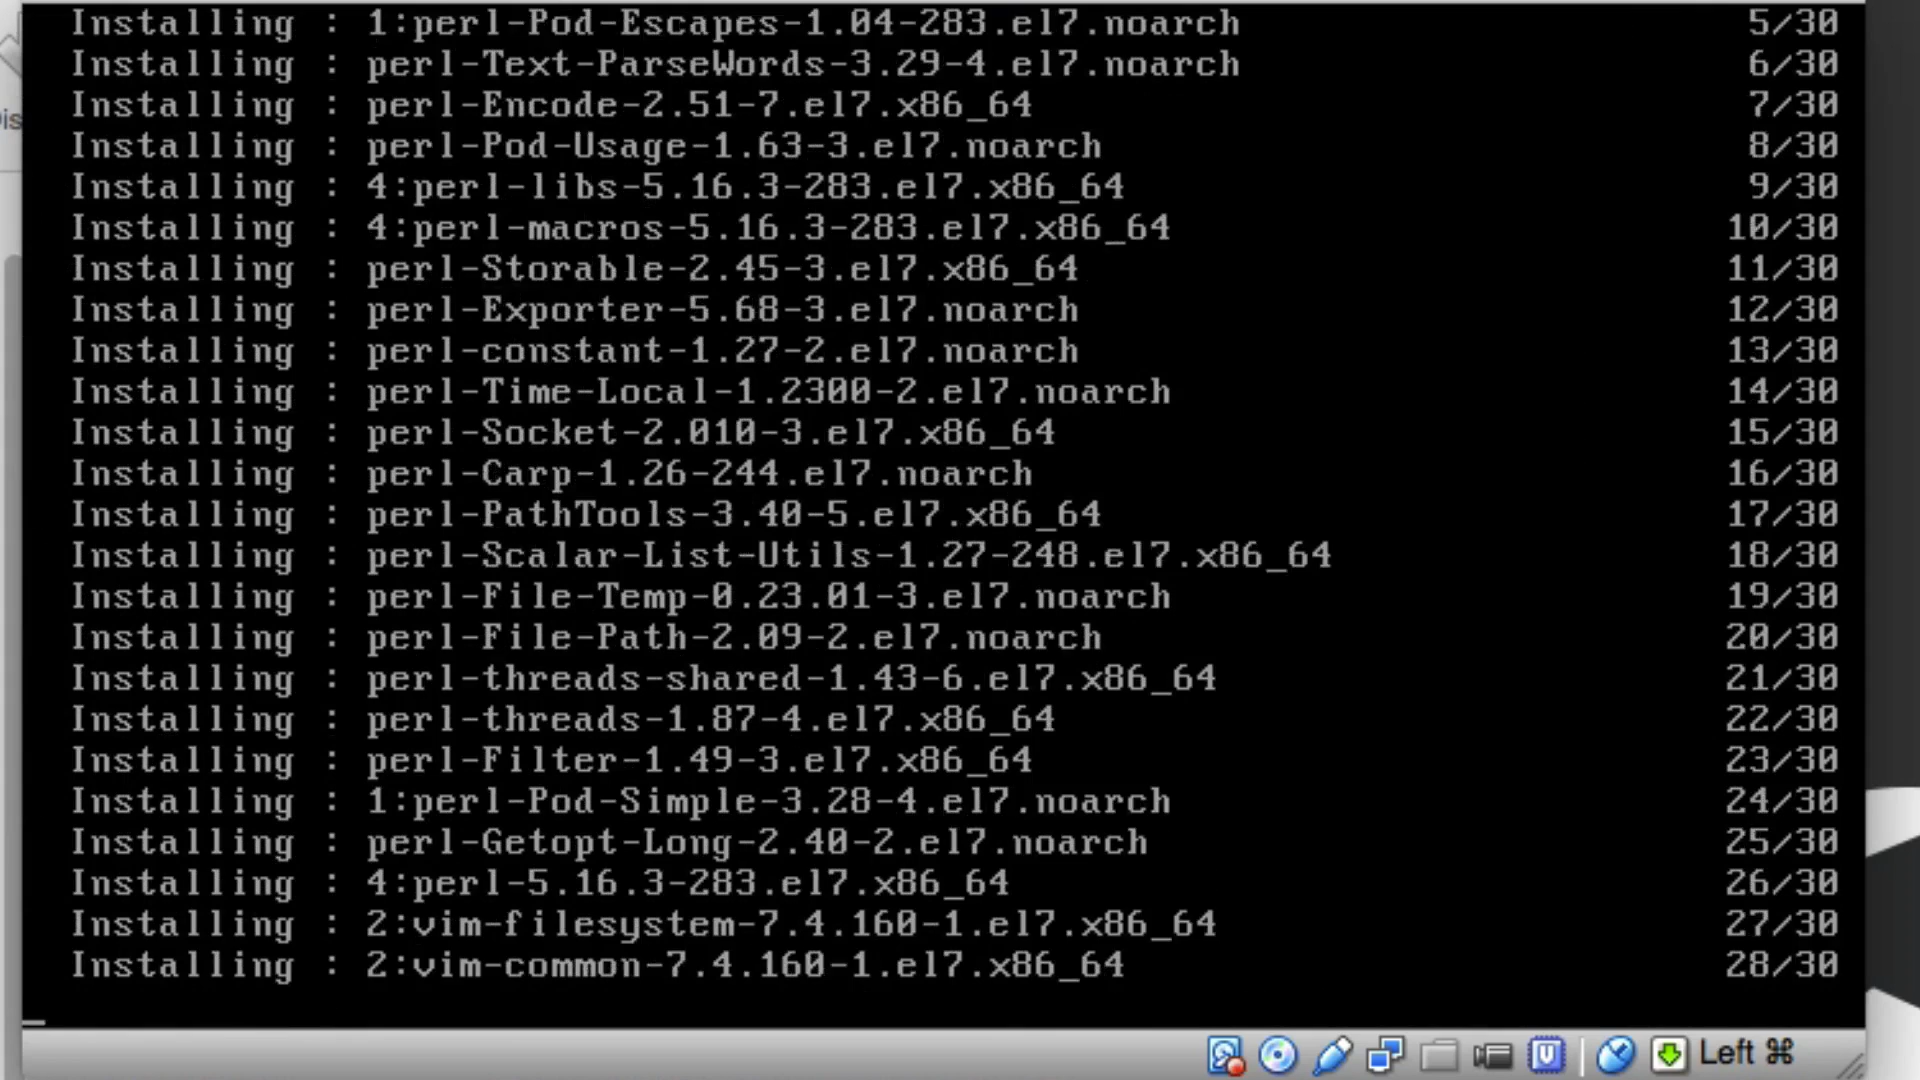 Installing : 1:perl-Pod-Escapes-1.04-283.el7.noarch 5/30
Installing : perl-Text-ParseWords-3.29-4.el7.noarch 6/30
Installing : perl-Encode-2.51-7.el7.x86_64 7/30
Installing : perl-Pod-Usage-1.63-3.el7.noarch 8/30
Installing : 4:perl-libs-5.16.3-283.el7.x86_64 9/30
Installing : 4:perl-macros-5.16.3-283.el7.x86_64 10/30
Installing : perl-Storable-2.45-3.el7.x86_64 11/30
Installing : perl-Exporter-5.68-3.el7.noarch 12/30
Installing : perl-constant-1.27-2.el7.noarch 13/30
Installing : perl-Time-Local-1.2300-2.el7.noarch 14/30
Installing : perl-Socket-2.010-3.el7.x86_64 15/30
Installing : perl-Carp-1.26-244.el7.noarch 16/30
Installing : perl-PathTools-3.40-5.el7.x86_64 17/30
Installing : perl-Scalar-List-Utils-1.27-248.el7.x86_64 18/30
Installing : perl-File-Temp-0.23.01-3.el7.noarch 19/30
Installing : perl-File-Path-2.09-2.el7.noarch 20/30
Installing : perl-threads-shared-1.43-6.el7.x86_64 21/30
Installing : perl-threads-1.87-4.el7.x86_64 22/30
Installing : perl-Filter-1.49-3.el7.x86_64 23/30
Installing : 1:perl-Pod-Simple-3.28-4.el7.noarch 24/30
Installing : perl-Getopt-Long-2.40-2.el7.noarch 25/30
Installing : 4:perl-5.16.3-283.el7.x86_64 26/30
Installing : 2:vim-filesystem-7.4.160-1.el7.x86_64 27/30
Installing : 2:vim-common-7.4.160-1.el7.x86_64 28/30
Left ⌘